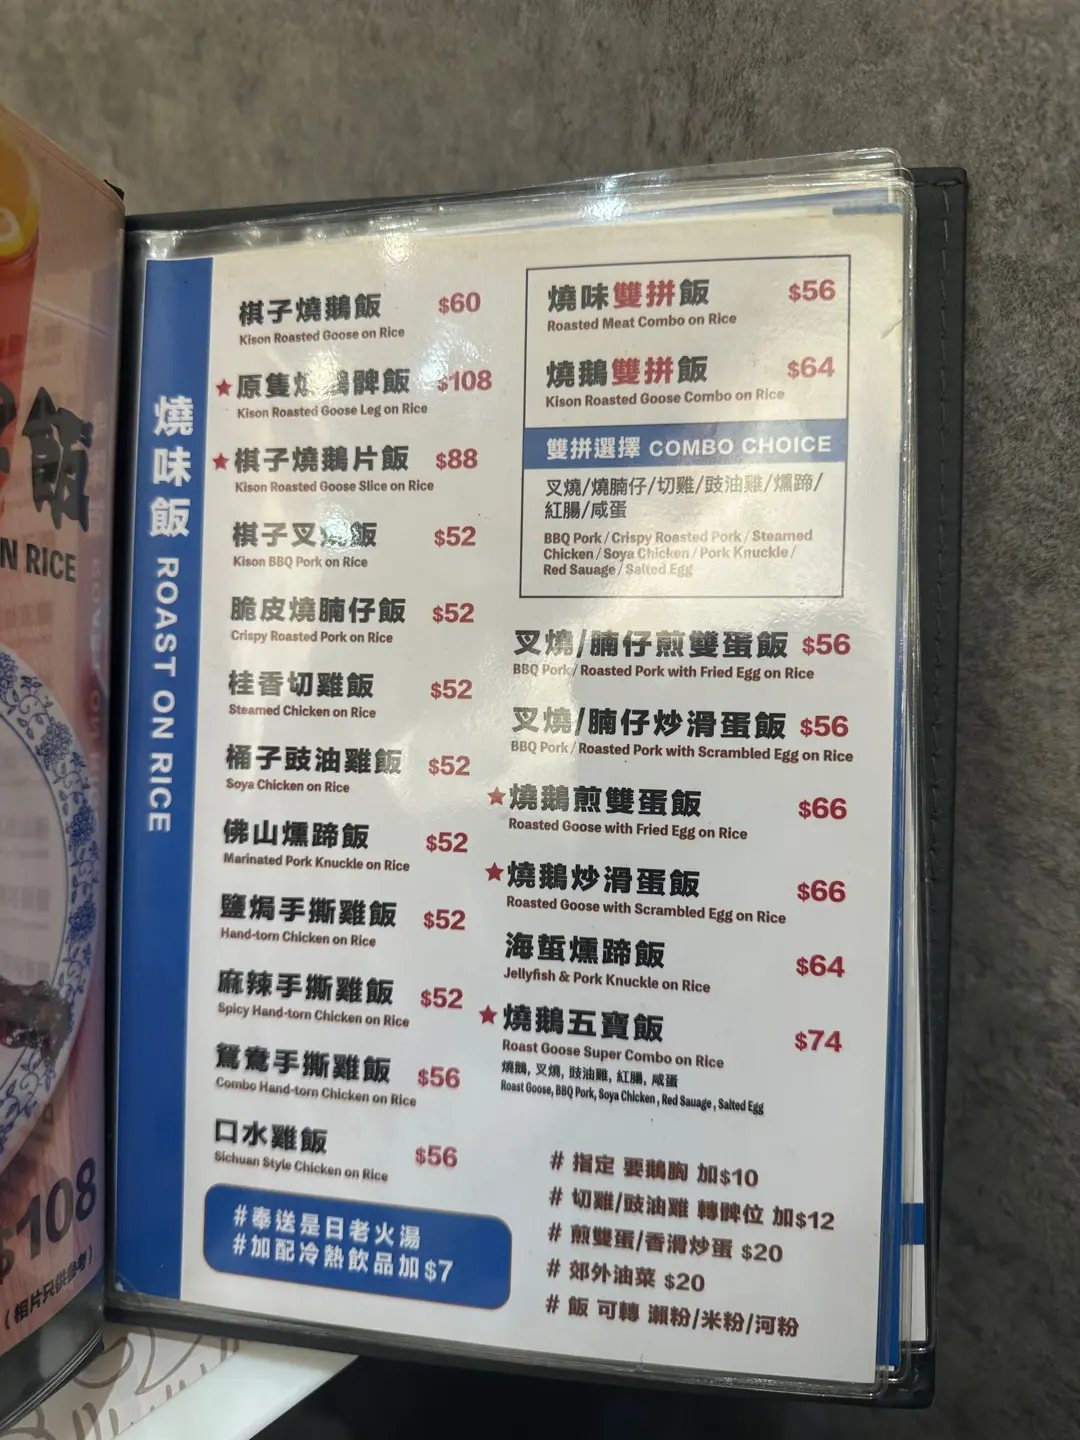 飯
N RICE
$108
(相片只供參考)
燒味飯 ROAST ON RICE
棋子燒鵝飯 $60
Kison Roasted Goose on Rice
★原隻燒鵝髀飯 $108
Kison Roasted Goose Leg on Rice
★棋子燒鵝片飯 $88
Kison Roasted Goose Slice on Rice
棋子叉燒飯 $52
Kison BBQ Pork on Rice
脆皮燒腩仔飯 $52
Crispy Roasted Pork on Rice
桂香切雞飯 $52
Steamed Chicken on Rice
桶子豉油雞飯 $52
Soya Chicken on Rice
佛山燻蹄飯 $52
Marinated Pork Knuckle on Rice
鹽焗手撕雞飯 $52
Hand-torn Chicken on Rice
麻辣手撕雞飯 $52
Spicy Hand-torn Chicken on Rice
鴛鴦手撕雞飯 $56
Combo Hand-torn Chicken on Rice
口水雞飯 $56
Sichuan Style Chicken on Rice
#奉送是日老火湯
#加配冷熱飲品加$7
燒味雙拼飯 $56
Roasted Meat Combo on Rice
燒鵝雙拼飯 $64
Kison Roasted Goose Combo on Rice
雙拼選擇 COMBO CHOICE
叉燒/燒腩仔/切雞/豉油雞/燻蹄/
紅腸/咸蛋
BBQ Pork / Crispy Roasted Pork / Steamed
Chicken / Soya Chicken / Pork Knuckle /
Red Sauage / Salted Egg
叉燒/腩仔煎雙蛋飯 $56
BBQ Pork / Roasted Pork with Fried Egg on Rice
叉燒/腩仔炒滑蛋飯 $56
BBQ Pork / Roasted Pork with Scrambled Egg on Rice
★燒鵝煎雙蛋飯 $66
Roasted Goose with Fried Egg on Rice
★燒鵝炒滑蛋飯 $66
Roasted Goose with Scrambled Egg on Rice
海蜇燻蹄飯 $64
Jellyfish & Pork Knuckle on Rice
★燒鵝五寶飯 $74
Roast Goose Super Combo on Rice
燒鵝, 叉燒, 豉油雞, 紅腸, 咸蛋
Roast Goose, BBQ Pork, Soya Chicken , Red Sauage , Salted Egg
# 指定 要鵝胸 加$10
# 切雞/豉油雞 轉髀位 加$12
# 煎雙蛋/香滑炒蛋 $20
# 郊外油菜 $20
# 飯 可轉 瀨粉/米粉/河粉